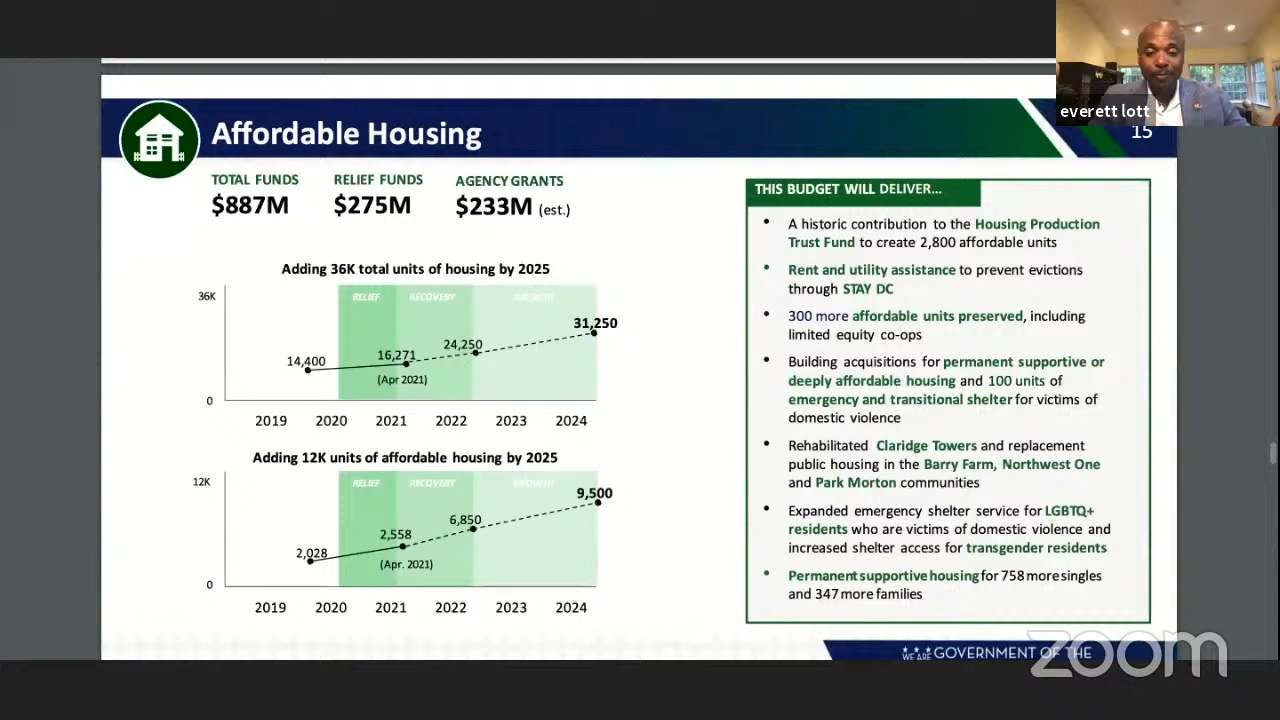 everett lott
15
Affordable Housing
TOTAL FUNDS
$887M
RELIEF FUNDS
$275M
AGENCY GRANTS
$233M (est.)
Adding 36K total units of housing by 2025
36K
RELIEF
RECOVERY
GROWTH
31,250
24,250
16,271
14,400
(Apr 2021)
0
2019
2020
2021
2022
2023
2024
Adding 12K units of affordable housing by 2025
12K
RELIEF
RECOVERY
GROWTH
9,500
6,850
2,558
2,028
(Apr. 2021)
0
2019
2020
2021
2022
2023
2024
THIS BUDGET WILL DELIVER...
• A historic contribution to the Housing Production
Trust Fund to create 2,800 affordable units
• Rent and utility assistance to prevent evictions
through STAY DC
• 300 more affordable units preserved, including
limited equity co-ops
• Building acquisitions for permanent supportive or
deeply affordable housing and 100 units of
emergency and transitional shelter for victims of
domestic violence
• Rehabilitated Claridge Towers and replacement
public housing in the Barry Farm, Northwest One
and Park Morton communities
• Expanded emergency shelter service for LGBTQ+
residents who are victims of domestic violence and
increased shelter access for transgender residents
• Permanent supportive housing for 758 more singles
and 347 more families
WE ARE GOVERNMENT OF THE
zoom